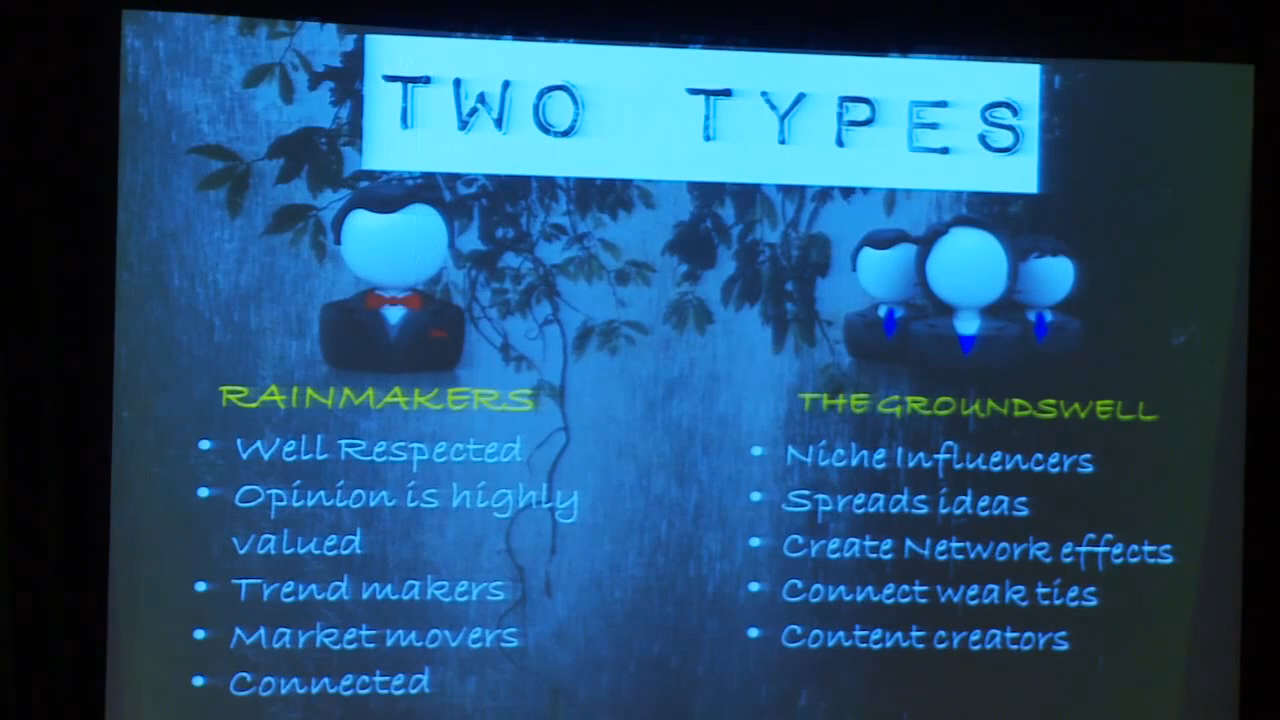 TWO TYPES
RAINMAKERS
• Well Respected
• Opinion is highly
valued
• Trend makers
• Market movers
• Connected
THE GROUNDSWELL
• Niche Influencers
• Spreads ideas
• Create Network effects
• Connect weak ties
• Content creators